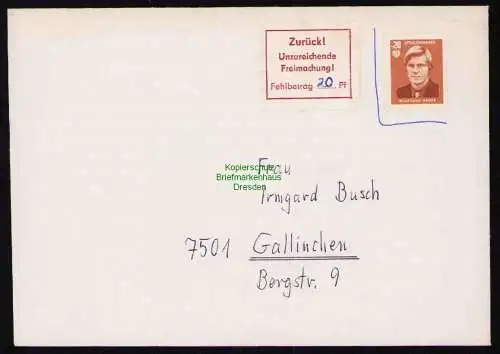 Zurück!
Unzureichende
Freimachung!
Fehlbetrag 20 Pf
Kopierschutz
Briefmarkenhaus
Dresden
Frau
Irmgard Busch
7501 Gallinchen
Bergstr. 9